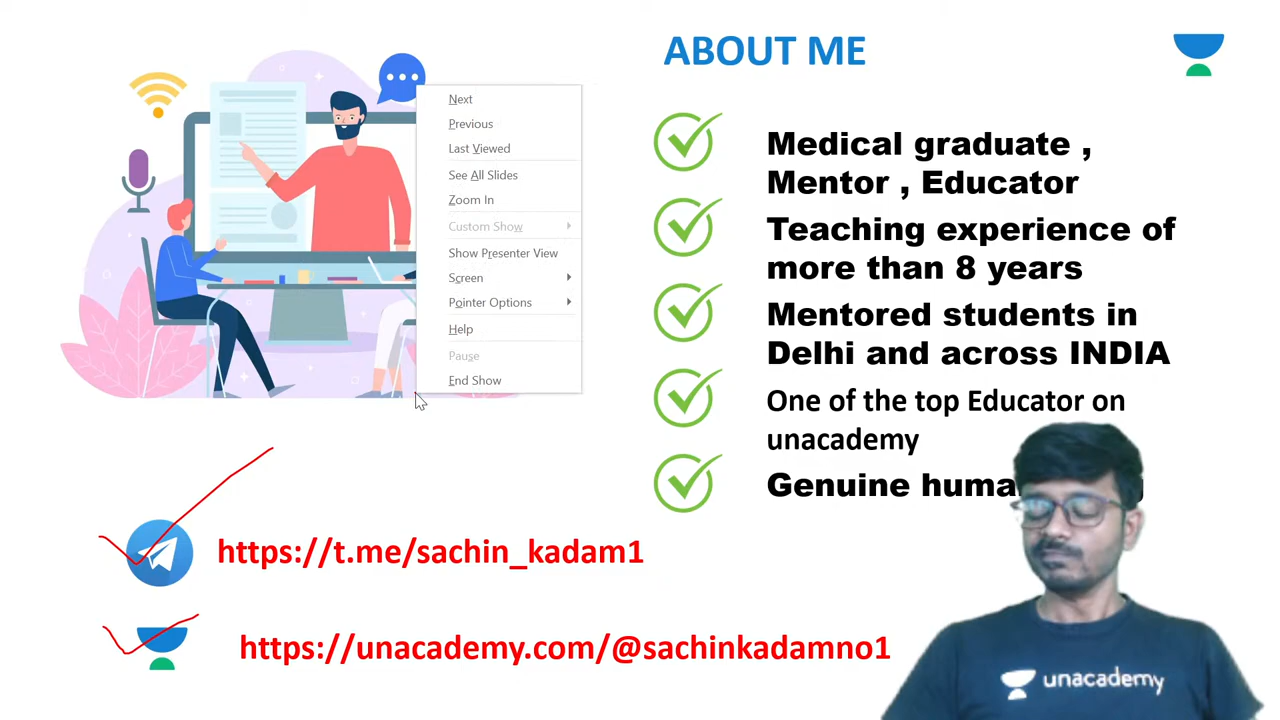 ABOUT ME
Medical graduate ,
Mentor , Educator
Teaching experience of
more than 8 years
Mentored students in
Delhi and across INDIA
One of the top Educator on
unacademy
Genuine
Next
Previous
Last Viewed
See All Slides
Zoom In
Custom Show
Show Presenter View
Screen
Pointer Options
Help
Pause
End Show
https://t.me/sachin_kadam1
https://unacademy.com/@sachinkadamno1
unacademy